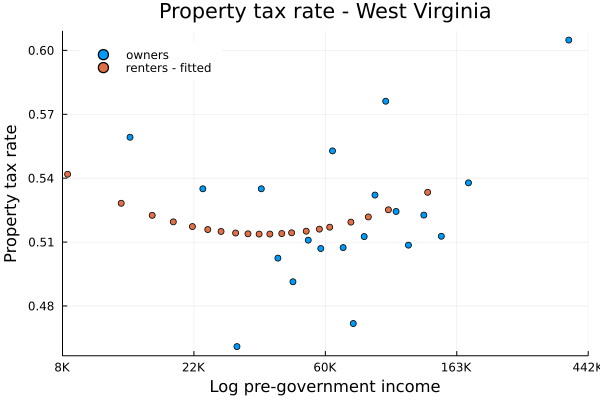 Property tax rate - West Virginia
owners
renters - fitted
0.60
0.57
0.54
0.51
0.48
Property tax rate
8K
22K
60K
163K
442K
Log pre-government income